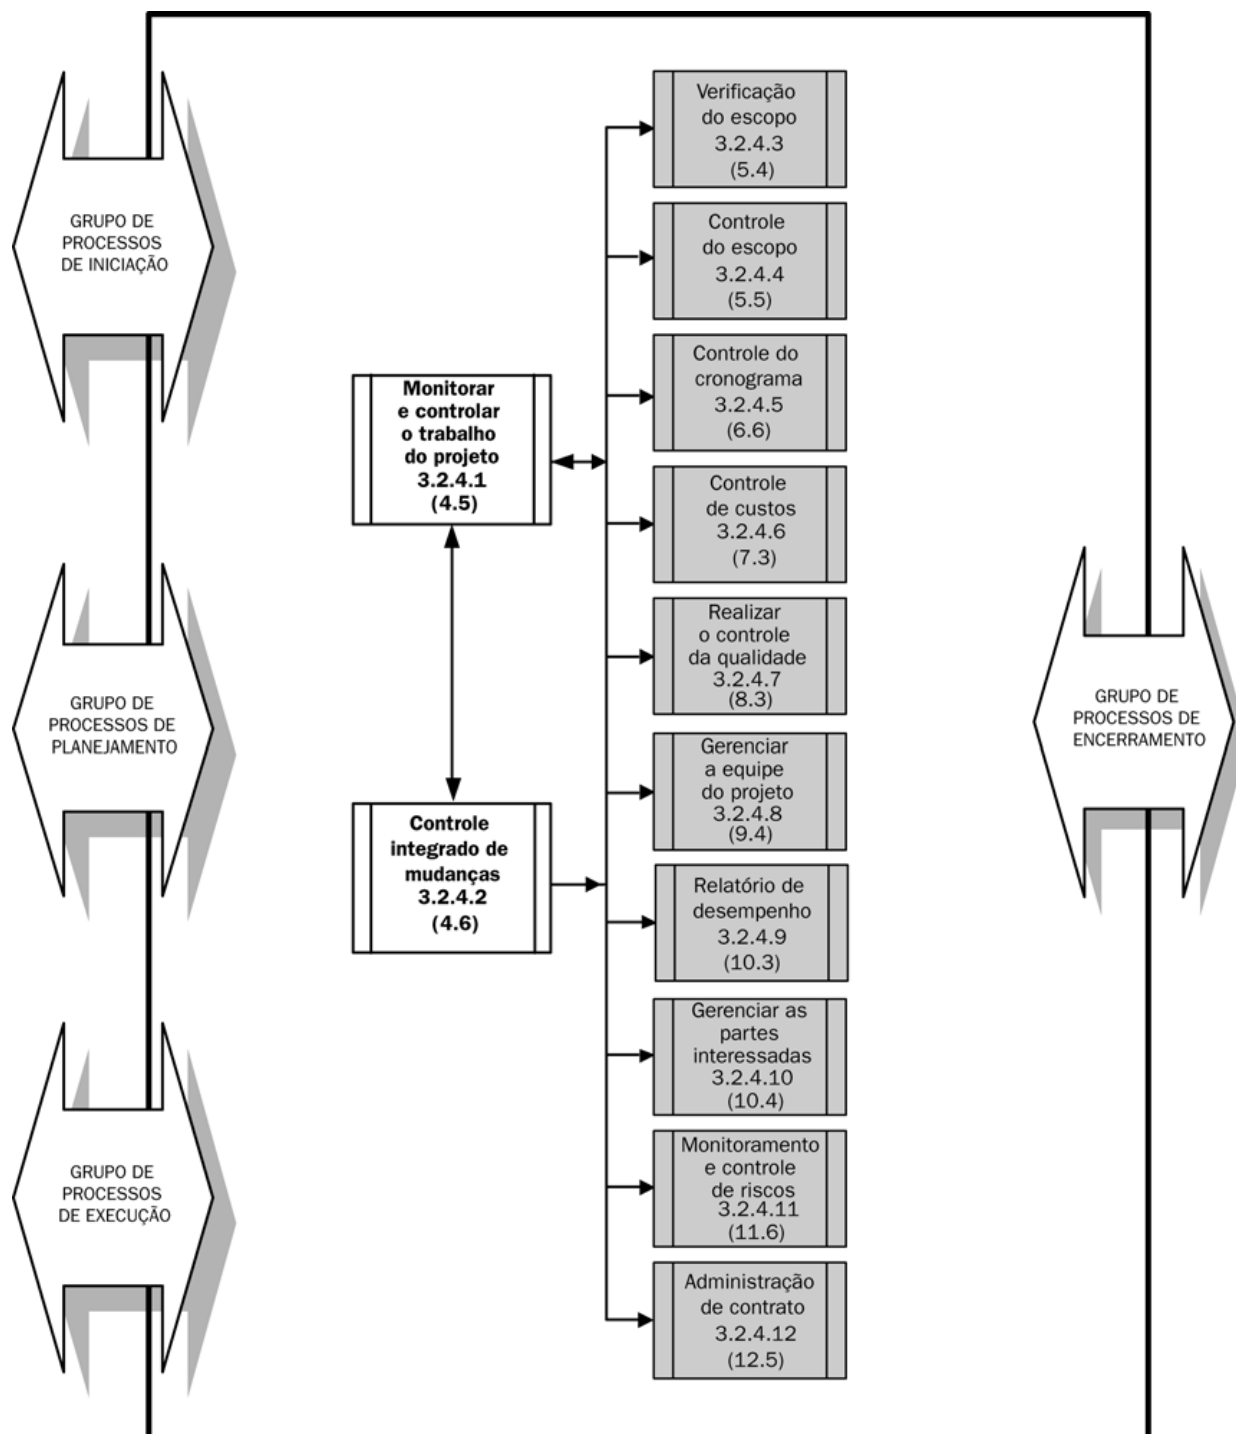 GRUPO DE
PROCESSOS
DE INICIAÇÃO
GRUPO DE
PROCESSOS DE
PLANEJAMENTO
GRUPO DE
PROCESSOS
DE EXECUÇÃO
Monitorar
e controlar
o trabalho
do projeto
3.2.4.1
(4.5)
Controle
integrado de
mudanças
3.2.4.2
(4.6)
Verificação
do escopo
3.2.4.3
(5.4)
Controle
do escopo
3.2.4.4
(5.5)
Controle do
cronograma
3.2.4.5
(6.6)
Controle
de custos
3.2.4.6
(7.3)
Realizar
o controle
da qualidade
3.2.4.7
(8.3)
Gerenciar
a equipe
do projeto
3.2.4.8
(9.4)
Relatório de
desempenho
3.2.4.9
(10.3)
Gerenciar as
partes
interessadas
3.2.4.10
(10.4)
Monitoramento
e controle
de riscos
3.2.4.11
(11.6)
Administração
de contrato
3.2.4.12
(12.5)
GRUPO DE
PROCESSOS DE
ENCERRAMENTO